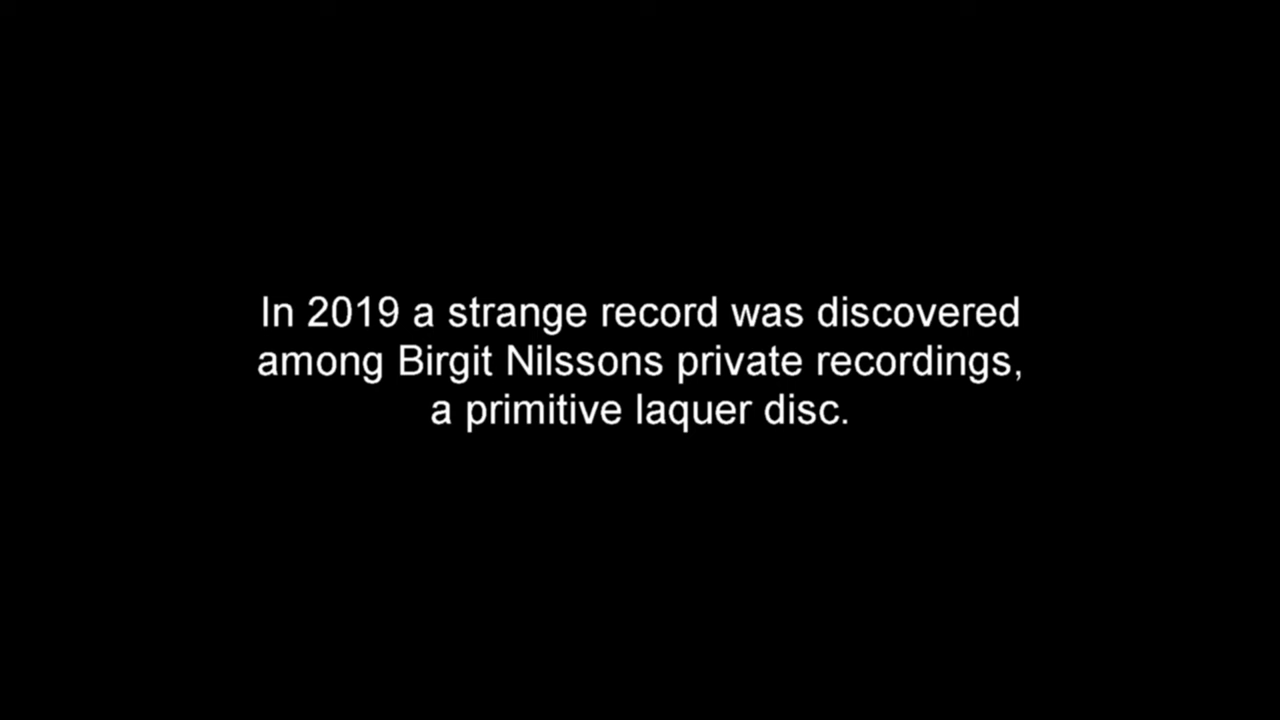 In 2019 a strange record was discovered
among Birgit Nilssons private recordings,
a primitive laquer disc.